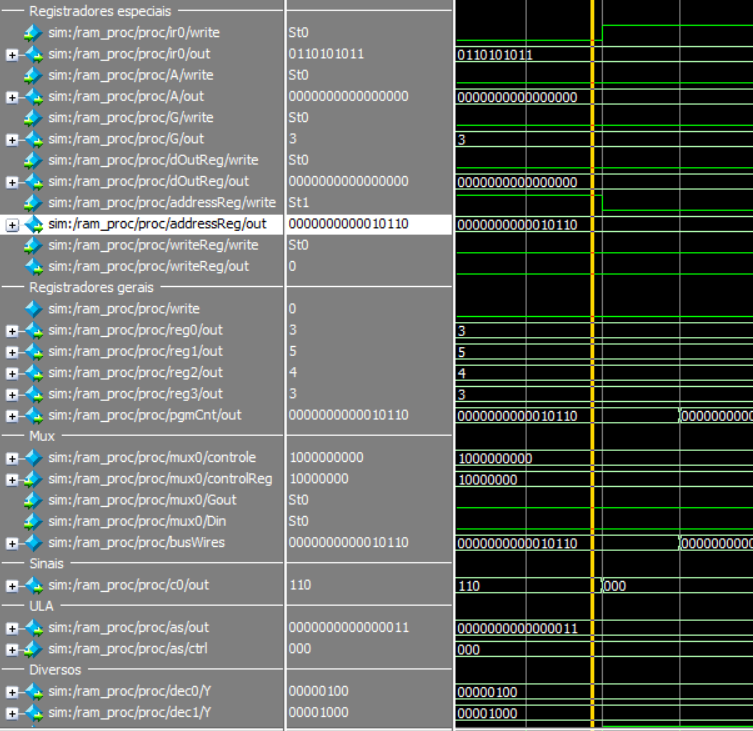 Registradores especiais
sim:/ram_proc/proc/ir0/write St0
sim:/ram_proc/proc/ir0/out 0110101011 0110101011
sim:/ram_proc/proc/A/write St0
sim:/ram_proc/proc/A/out 0000000000000000 0000000000000000
sim:/ram_proc/proc/G/write St0
sim:/ram_proc/proc/G/out 3 3
sim:/ram_proc/proc/dOutReg/write St0
sim:/ram_proc/proc/dOutReg/out 0000000000000000 0000000000000000
sim:/ram_proc/proc/addressReg/write St1
sim:/ram_proc/proc/addressReg/out 0000000000010110 0000000000010110
sim:/ram_proc/proc/writeReg/write St0
sim:/ram_proc/proc/writeReg/out 0
Registradores gerais
sim:/ram_proc/proc/write 0
sim:/ram_proc/proc/reg0/out 3 3
sim:/ram_proc/proc/reg1/out 5 5
sim:/ram_proc/proc/reg2/out 4 4
sim:/ram_proc/proc/reg3/out 3 3
sim:/ram_proc/proc/pgmCnt/out 0000000000010110 0000000000010110 0000000000
Mux
sim:/ram_proc/proc/mux0/controle 1000000000 1000000000
sim:/ram_proc/proc/mux0/controlReg 10000000 10000000
sim:/ram_proc/proc/mux0/Gout St0
sim:/ram_proc/proc/mux0/Din St0
sim:/ram_proc/proc/busWires 0000000000010110 0000000000010110 0000000000
Sinais
sim:/ram_proc/proc/c0/out 110 110 000
ULA
sim:/ram_proc/proc/as/out 0000000000000011 0000000000000011
sim:/ram_proc/proc/as/ctrl 000 000
Diversos
sim:/ram_proc/proc/dec0/Y 00000100 00000100
sim:/ram_proc/proc/dec1/Y 00001000 00001000